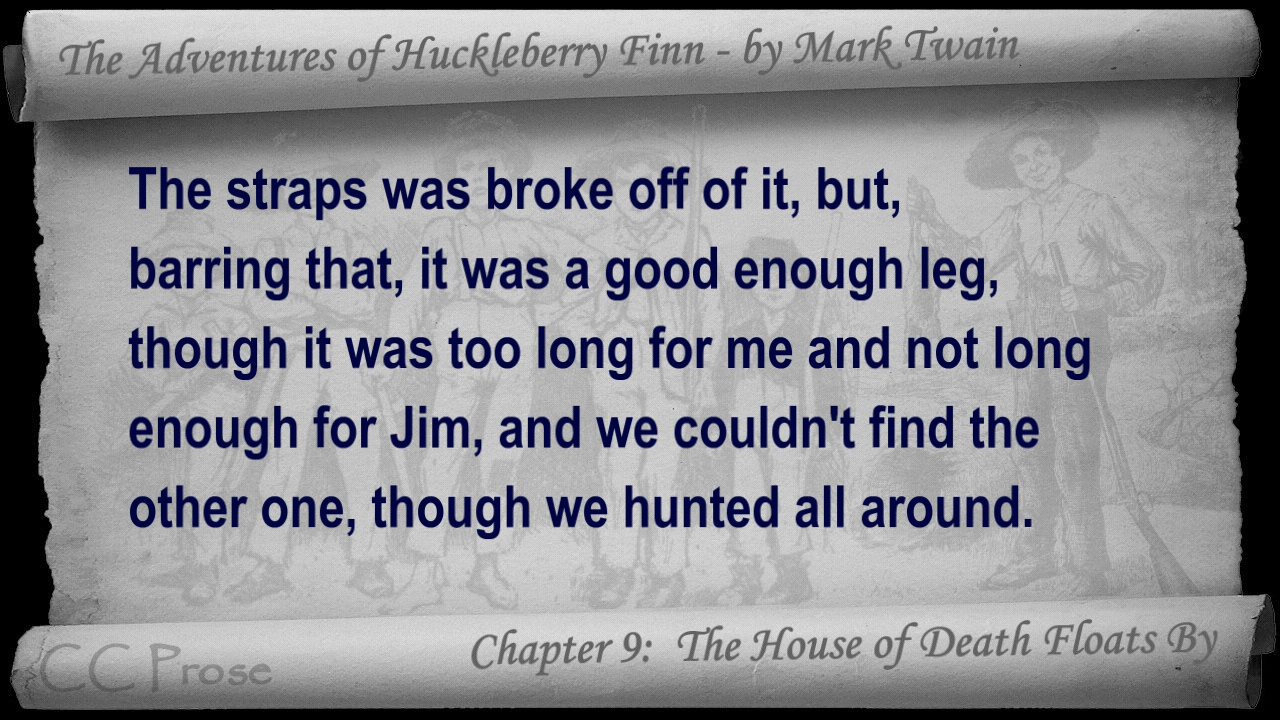 The Adventures of Huckleberry Finn - by Mark Twain
The straps was broke off of it, but,
barring that, it was a good enough leg,
though it was too long for me and not long
enough for Jim, and we couldn't find the
other one, though we hunted all around.
Chapter 9: The House of Death Floats By
CC Prose